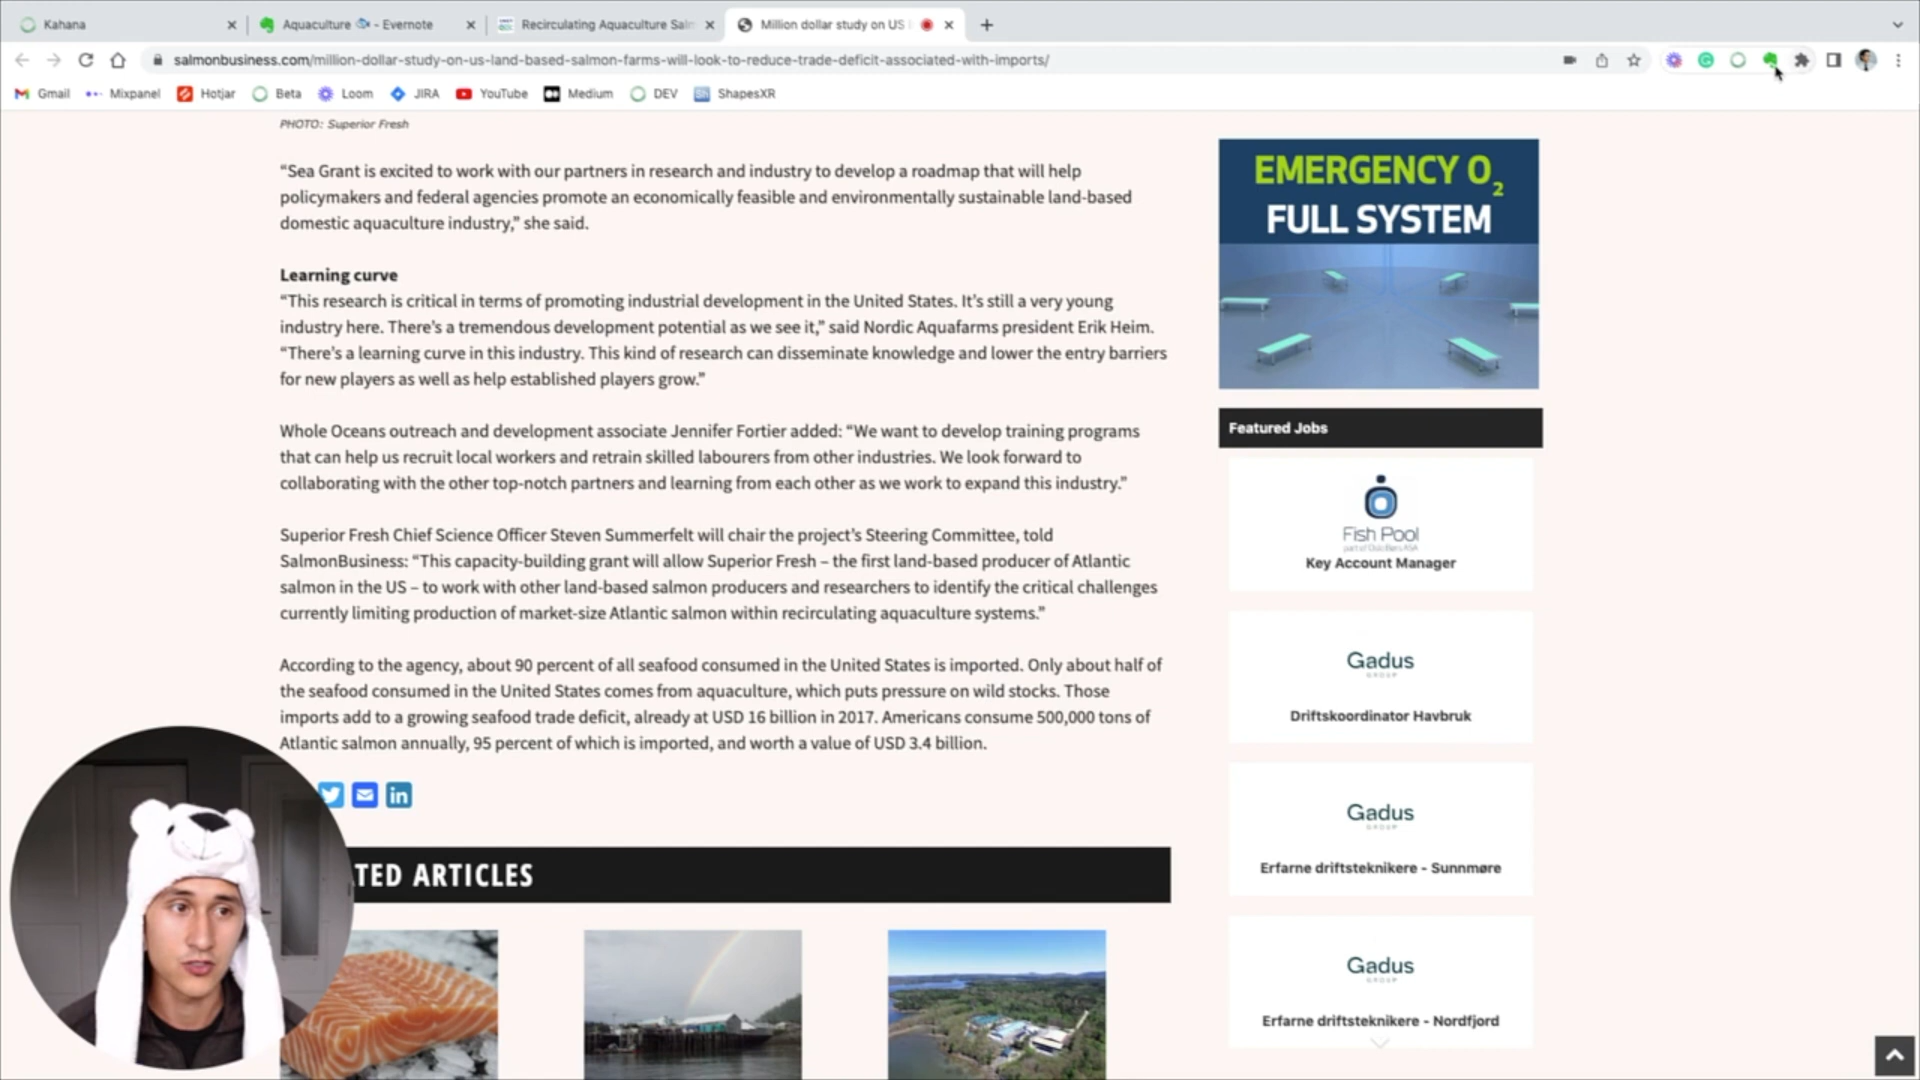 Kahana
Aquaculture 🐟 - Evernote
Recirculating Aquaculture Salm
Million dollar study on US
salmonbusiness.com/million-dollar-study-on-us-land-based-salmon-farms-will-look-to-reduce-trade-deficit-associated-with-imports/
Gmail
Mixpanel
Hotjar
Beta
Loom
JIRA
YouTube
Medium
DEV
ShapesXR
PHOTO: Superior Fresh
“Sea Grant is excited to work with our partners in research and industry to develop a roadmap that will help
policymakers and federal agencies promote an economically feasible and environmentally sustainable land-based
domestic aquaculture industry,” she said.
Learning curve
“This research is critical in terms of promoting industrial development in the United States. It’s still a very young
industry here. There’s a tremendous development potential as we see it,” said Nordic Aquafarms president Erik Heim.
“There’s a learning curve in this industry. This kind of research can disseminate knowledge and lower the entry barriers
for new players as well as help established players grow.”
Whole Oceans outreach and development associate Jennifer Fortier added: “We want to develop training programs
that can help us recruit local workers and retrain skilled labourers from other industries. We look forward to
collaborating with the other top-notch partners and learning from each other as we work to expand this industry.”
Superior Fresh Chief Science Officer Steven Summerfelt will chair the project’s Steering Committee, told
SalmonBusiness: “This capacity-building grant will allow Superior Fresh – the first land-based producer of Atlantic
salmon in the US – to work with other land-based salmon producers and researchers to identify the critical challenges
currently limiting production of market-size Atlantic salmon within recirculating aquaculture systems.”
According to the agency, about 90 percent of all seafood consumed in the United States is imported. Only about half of
the seafood consumed in the United States comes from aquaculture, which puts pressure on wild stocks. Those
imports add to a growing seafood trade deficit, already at USD 16 billion in 2017. Americans consume 500,000 tons of
Atlantic salmon annually, 95 percent of which is imported, and worth a value of USD 3.4 billion.
TED ARTICLES
EMERGENCY O2
FULL SYSTEM
Featured Jobs
Fish Pool
part of Oslo Børs ASA
Key Account Manager
Gadus
GROUP
Driftskoordinator Havbruk
Gadus
GROUP
Erfarne driftsteknikere - Sunnmøre
Gadus
GROUP
Erfarne driftsteknikere - Nordfjord